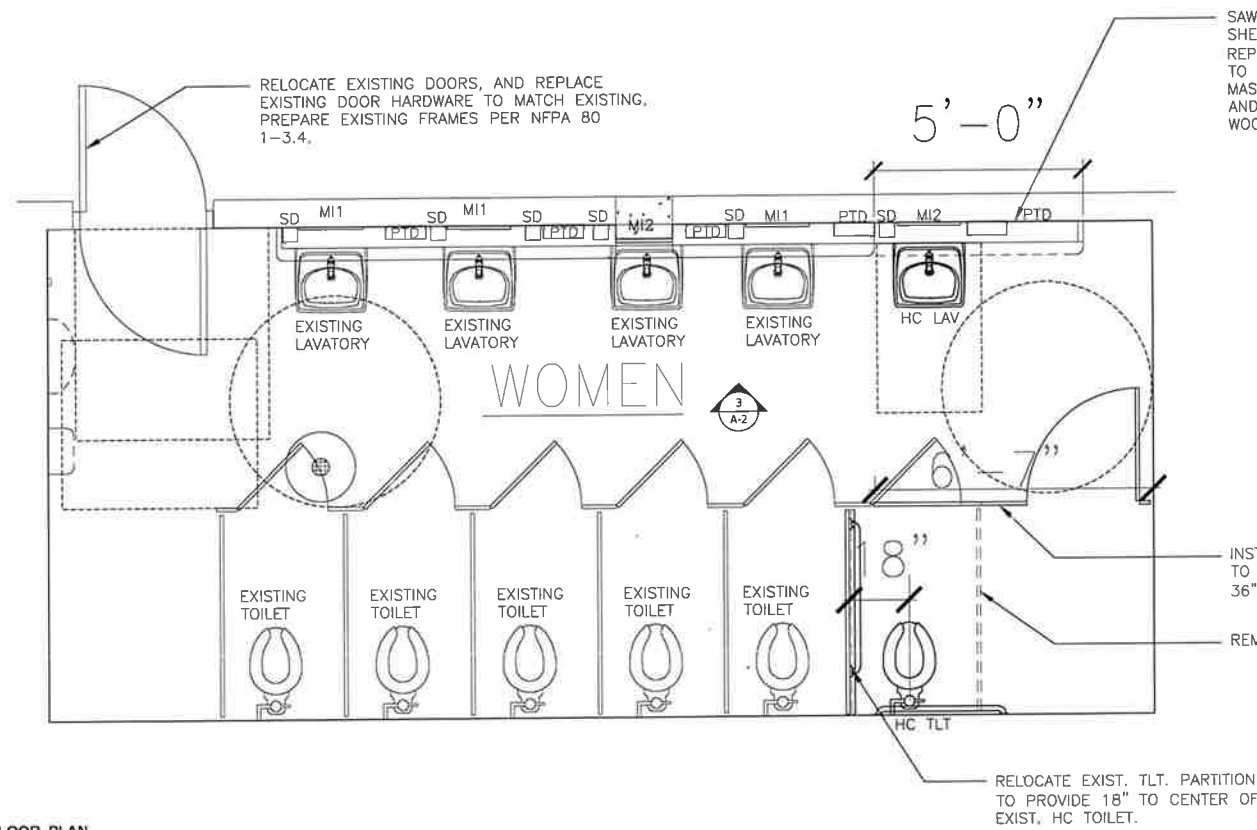 SAW
SHE
REP
TO
MAS
AND
WOO
RELOCATE EXISTING DOORS, AND REPLACE
EXISTING DOOR HARDWARE TO MATCH EXISTING,
PREPARE EXISTING FRAMES PER NFPA 80
1-3.4.
5'-0"
SD MI1 PTD SD MI1 SD PTD SD MI2 PTD SD MI1 PTD SD MI2 PTD
EXISTING
LAVATORY
EXISTING
LAVATORY
EXISTING
LAVATORY
EXISTING
LAVATORY
HC LAV
WOMEN
3
A-2
6'-7"
18"
EXISTING
TOILET
EXISTING
TOILET
EXISTING
TOILET
EXISTING
TOILET
EXISTING
TOILET
HC TLT
INST
TO
36"
REM
RELOCATE EXIST. TLT. PARTITION
TO PROVIDE 18" TO CENTER OF
EXIST, HC TOILET.